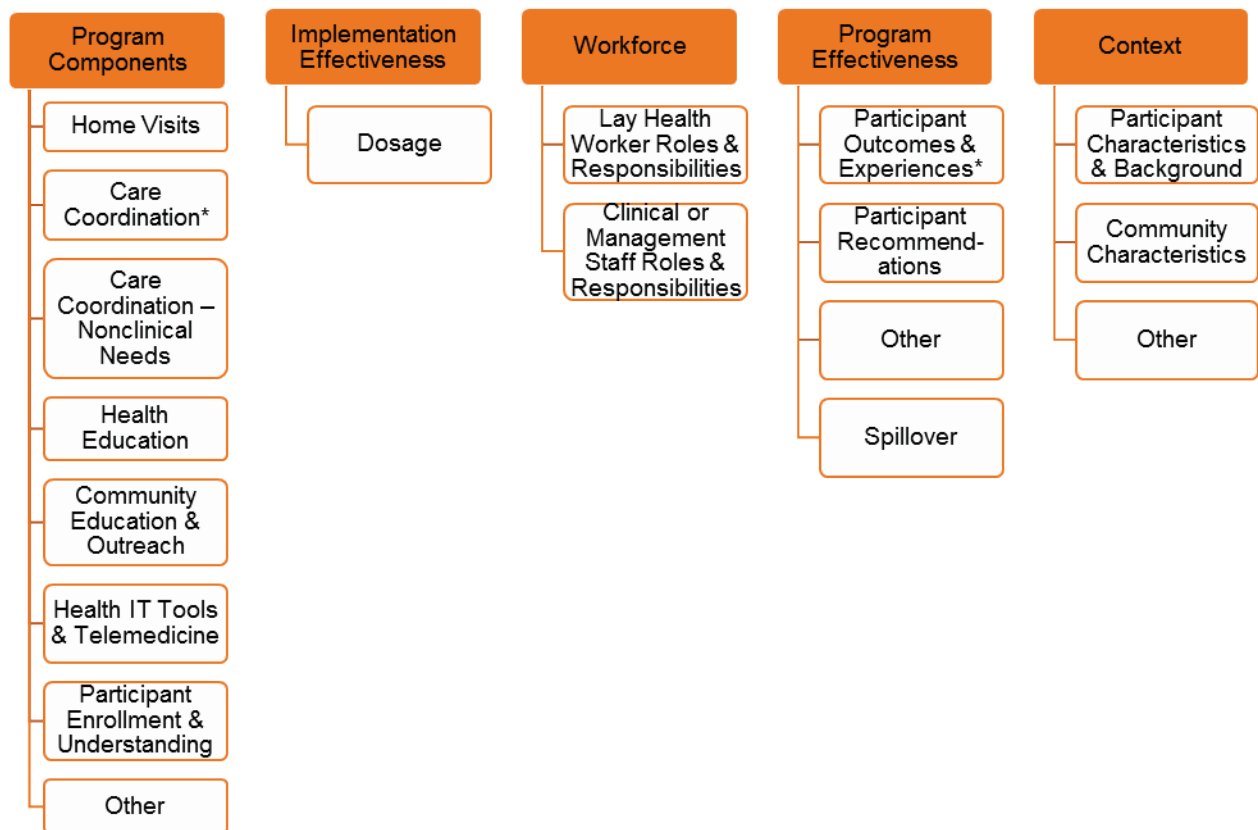 Program
Components
Home Visits
Care
Coordination*
Care
Coordination –
Nonclinical
Needs
Health
Education
Community
Education &
Outreach
Health IT Tools
& Telemedicine
Participant
Enrollment &
Understanding
Other
Implementation
Effectiveness
Dosage
Workforce
Lay Health
Worker Roles &
Responsibilities
Clinical or
Management
Staff Roles &
Responsibilities
Program
Effectiveness
Participant
Outcomes &
Experiences*
Participant
Recommend-
ations
Other
Spillover
Context
Participant
Characteristics
& Background
Community
Characteristics
Other